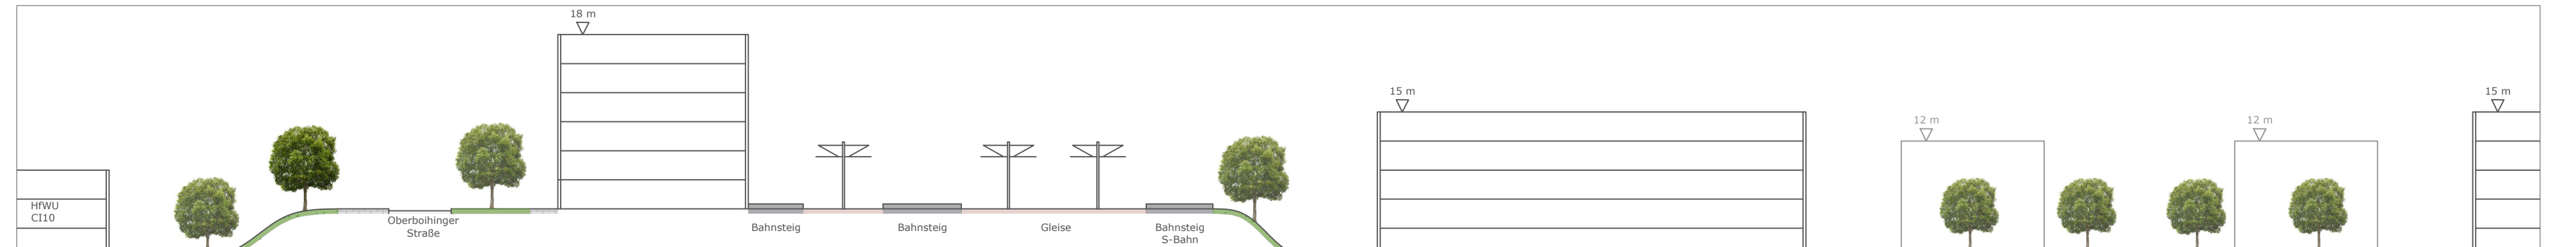 18 m
15 m
15 m
12 m
12 m
HfWU
CI10
Oberboihinger
Straße
Bahnsteig
Bahnsteig
Gleise
Bahnsteig
S-Bahn